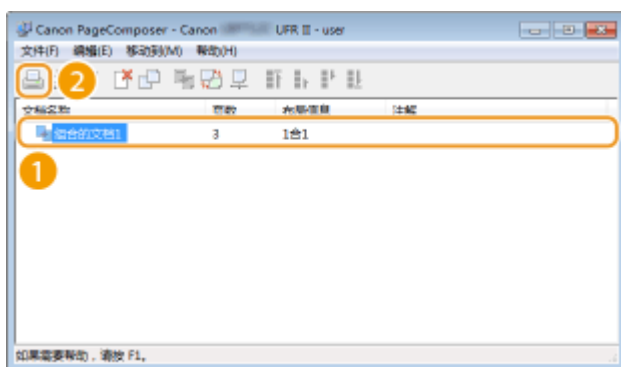 Canon PageComposer - Canon UFR II - user
文件(F) 编辑(E) 移动到(M) 帮助(H)
2
文档名称 页数 布局信息 注解
组合的文档1 3 1合1
1
如果需要帮助，请按 F1。